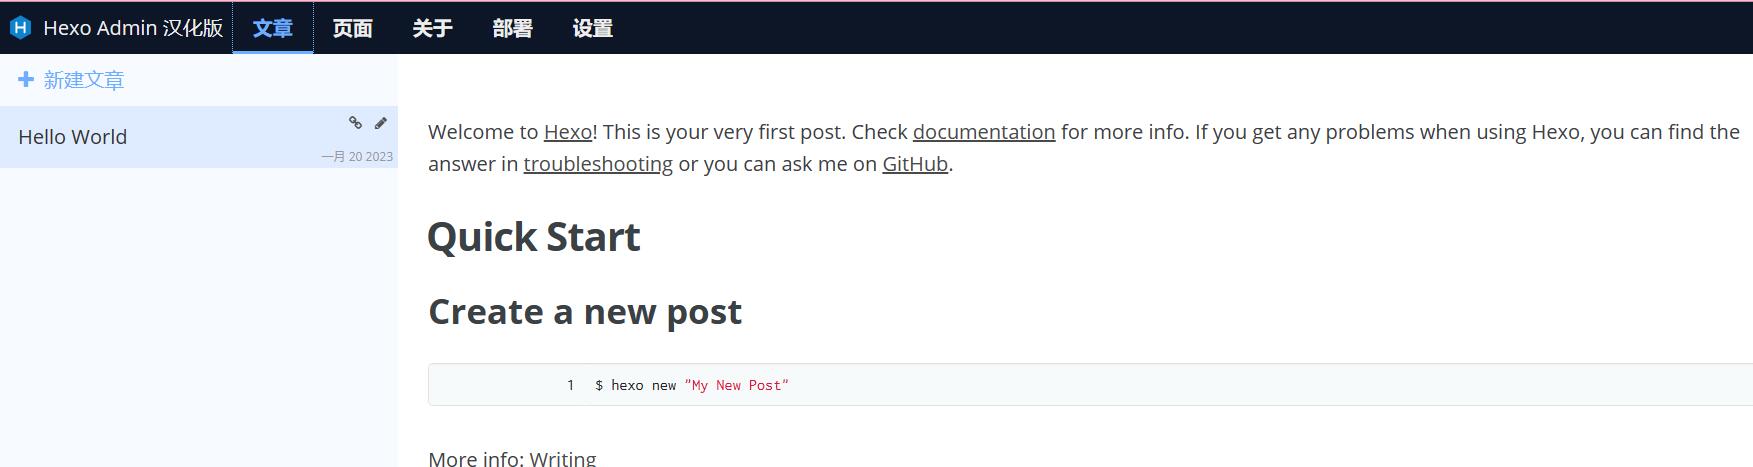 Hexo Admin 汉化版 文章 页面 关于 部署 设置
新建文章
Hello World
一月 20 2023
Welcome to Hexo! This is your very first post. Check documentation for more info. If you get any problems when using Hexo, you can find the
answer in troubleshooting or you can ask me on GitHub.
Quick Start
Create a new post
1 $ hexo new "My New Post"
More info: Writing